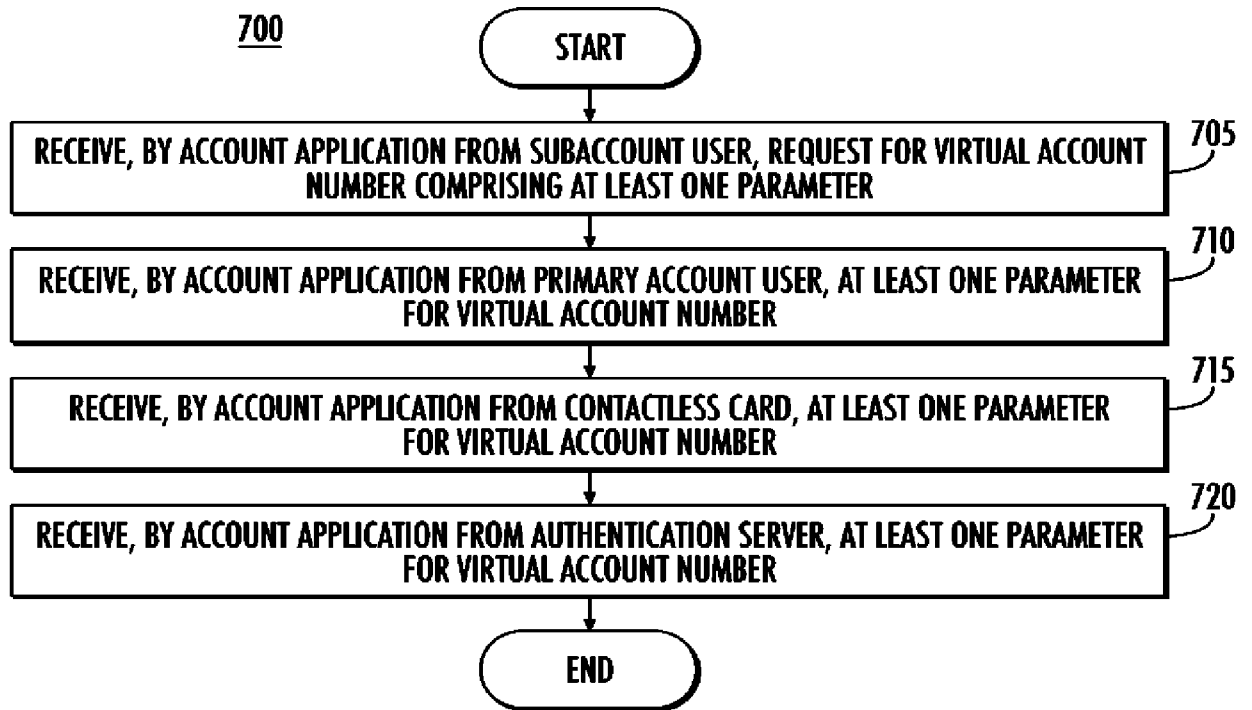 700
START
RECEIVE, BY ACCOUNT APPLICATION FROM SUBACCOUNT USER, REQUEST FOR VIRTUAL ACCOUNT
NUMBER COMPRISING AT LEAST ONE PARAMETER
705
RECEIVE, BY ACCOUNT APPLICATION FROM PRIMARY ACCOUNT USER, AT LEAST ONE PARAMETER
FOR VIRTUAL ACCOUNT NUMBER
710
RECEIVE, BY ACCOUNT APPLICATION FROM CONTACTLESS CARD, AT LEAST ONE PARAMETER
FOR VIRTUAL ACCOUNT NUMBER
715
RECEIVE, BY ACCOUNT APPLICATION FROM AUTHENTICATION SERVER, AT LEAST ONE PARAMETER
FOR VIRTUAL ACCOUNT NUMBER
720
END